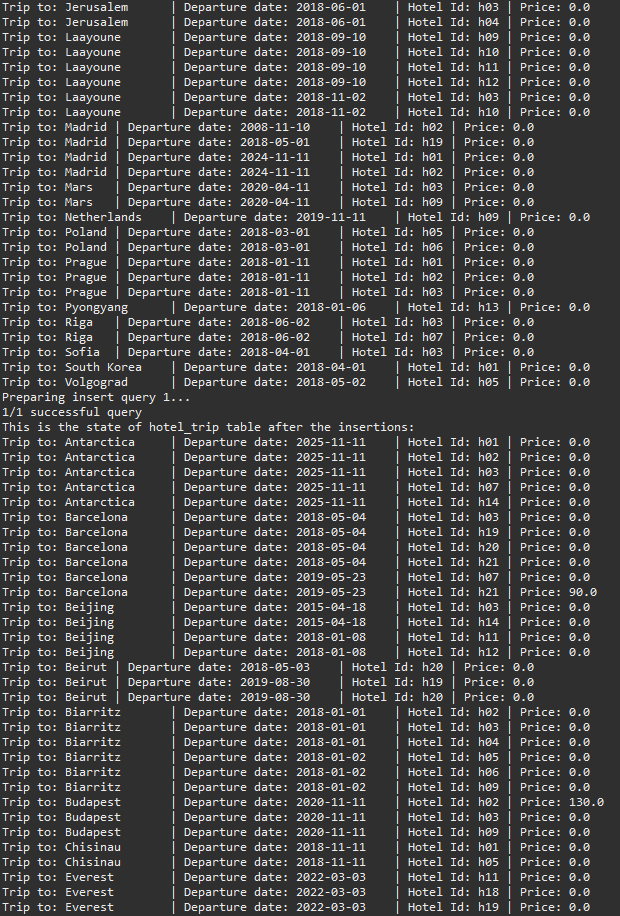 Trip to: Jerusalem | Departure date: 2018-06-01 | Hotel Id: h03 | Price: 0.0
Trip to: Jerusalem | Departure date: 2018-06-01 | Hotel Id: h04 | Price: 0.0
Trip to: Laayoune | Departure date: 2018-09-10 | Hotel Id: h09 | Price: 0.0
Trip to: Laayoune | Departure date: 2018-09-10 | Hotel Id: h10 | Price: 0.0
Trip to: Laayoune | Departure date: 2018-09-10 | Hotel Id: h11 | Price: 0.0
Trip to: Laayoune | Departure date: 2018-09-10 | Hotel Id: h12 | Price: 0.0
Trip to: Laayoune | Departure date: 2018-11-02 | Hotel Id: h03 | Price: 0.0
Trip to: Laayoune | Departure date: 2018-11-02 | Hotel Id: h10 | Price: 0.0
Trip to: Madrid | Departure date: 2008-11-10 | Hotel Id: h02 | Price: 0.0
Trip to: Madrid | Departure date: 2018-05-01 | Hotel Id: h19 | Price: 0.0
Trip to: Madrid | Departure date: 2024-11-11 | Hotel Id: h01 | Price: 0.0
Trip to: Madrid | Departure date: 2024-11-11 | Hotel Id: h02 | Price: 0.0
Trip to: Mars | Departure date: 2020-04-11 | Hotel Id: h03 | Price: 0.0
Trip to: Mars | Departure date: 2020-04-11 | Hotel Id: h09 | Price: 0.0
Trip to: Netherlands | Departure date: 2019-11-11 | Hotel Id: h09 | Price: 0.0
Trip to: Poland | Departure date: 2018-03-01 | Hotel Id: h05 | Price: 0.0
Trip to: Poland | Departure date: 2018-03-01 | Hotel Id: h06 | Price: 0.0
Trip to: Prague | Departure date: 2018-01-11 | Hotel Id: h01 | Price: 0.0
Trip to: Prague | Departure date: 2018-01-11 | Hotel Id: h02 | Price: 0.0
Trip to: Prague | Departure date: 2018-01-11 | Hotel Id: h03 | Price: 0.0
Trip to: Pyongyang | Departure date: 2018-01-06 | Hotel Id: h13 | Price: 0.0
Trip to: Riga | Departure date: 2018-06-02 | Hotel Id: h03 | Price: 0.0
Trip to: Riga | Departure date: 2018-06-02 | Hotel Id: h07 | Price: 0.0
Trip to: Sofia | Departure date: 2018-04-01 | Hotel Id: h03 | Price: 0.0
Trip to: South Korea | Departure date: 2018-04-01 | Hotel Id: h01 | Price: 0.0
Trip to: Volgograd | Departure date: 2018-05-02 | Hotel Id: h05 | Price: 0.0
Preparing insert query 1...
1/1 successful query
This is the state of hotel_trip table after the insertions:
Trip to: Antarctica | Departure date: 2025-11-11 | Hotel Id: h01 | Price: 0.0
Trip to: Antarctica | Departure date: 2025-11-11 | Hotel Id: h02 | Price: 0.0
Trip to: Antarctica | Departure date: 2025-11-11 | Hotel Id: h03 | Price: 0.0
Trip to: Antarctica | Departure date: 2025-11-11 | Hotel Id: h07 | Price: 0.0
Trip to: Antarctica | Departure date: 2025-11-11 | Hotel Id: h14 | Price: 0.0
Trip to: Barcelona | Departure date: 2018-05-04 | Hotel Id: h03 | Price: 0.0
Trip to: Barcelona | Departure date: 2018-05-04 | Hotel Id: h19 | Price: 0.0
Trip to: Barcelona | Departure date: 2018-05-04 | Hotel Id: h20 | Price: 0.0
Trip to: Barcelona | Departure date: 2018-05-04 | Hotel Id: h21 | Price: 0.0
Trip to: Barcelona | Departure date: 2019-05-23 | Hotel Id: h07 | Price: 0.0
Trip to: Barcelona | Departure date: 2019-05-23 | Hotel Id: h21 | Price: 90.0
Trip to: Beijing | Departure date: 2015-04-18 | Hotel Id: h03 | Price: 0.0
Trip to: Beijing | Departure date: 2015-04-18 | Hotel Id: h14 | Price: 0.0
Trip to: Beijing | Departure date: 2018-01-08 | Hotel Id: h11 | Price: 0.0
Trip to: Beijing | Departure date: 2018-01-08 | Hotel Id: h12 | Price: 0.0
Trip to: Beirut | Departure date: 2018-05-03 | Hotel Id: h20 | Price: 0.0
Trip to: Beirut | Departure date: 2019-08-30 | Hotel Id: h19 | Price: 0.0
Trip to: Beirut | Departure date: 2019-08-30 | Hotel Id: h20 | Price: 0.0
Trip to: Biarritz | Departure date: 2018-01-01 | Hotel Id: h02 | Price: 0.0
Trip to: Biarritz | Departure date: 2018-01-01 | Hotel Id: h03 | Price: 0.0
Trip to: Biarritz | Departure date: 2018-01-01 | Hotel Id: h04 | Price: 0.0
Trip to: Biarritz | Departure date: 2018-01-02 | Hotel Id: h05 | Price: 0.0
Trip to: Biarritz | Departure date: 2018-01-02 | Hotel Id: h06 | Price: 0.0
Trip to: Biarritz | Departure date: 2018-01-02 | Hotel Id: h09 | Price: 0.0
Trip to: Budapest | Departure date: 2020-11-11 | Hotel Id: h02 | Price: 130.0
Trip to: Budapest | Departure date: 2020-11-11 | Hotel Id: h03 | Price: 0.0
Trip to: Budapest | Departure date: 2020-11-11 | Hotel Id: h09 | Price: 0.0
Trip to: Chisinau | Departure date: 2018-11-11 | Hotel Id: h01 | Price: 0.0
Trip to: Chisinau | Departure date: 2018-11-11 | Hotel Id: h05 | Price: 0.0
Trip to: Everest | Departure date: 2022-03-03 | Hotel Id: h11 | Price: 0.0
Trip to: Everest | Departure date: 2022-03-03 | Hotel Id: h18 | Price: 0.0
Trip to: Everest | Departure date: 2022-03-03 | Hotel Id: h19 | Price: 0.0